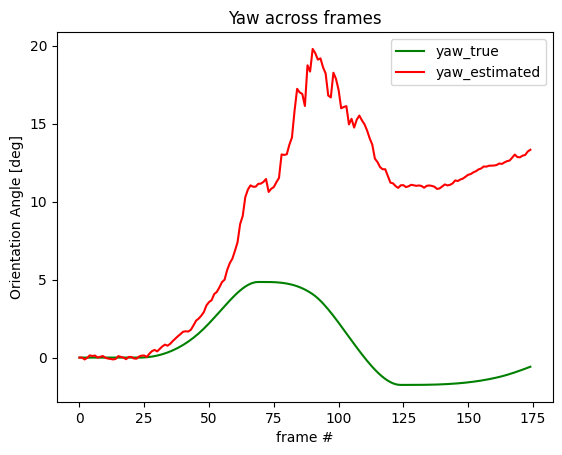 Yaw across frames
yaw_true
yaw_estimated
Orientation Angle [deg]
20
15
10
5
0
0 25 50 75 100 125 150 175
frame #